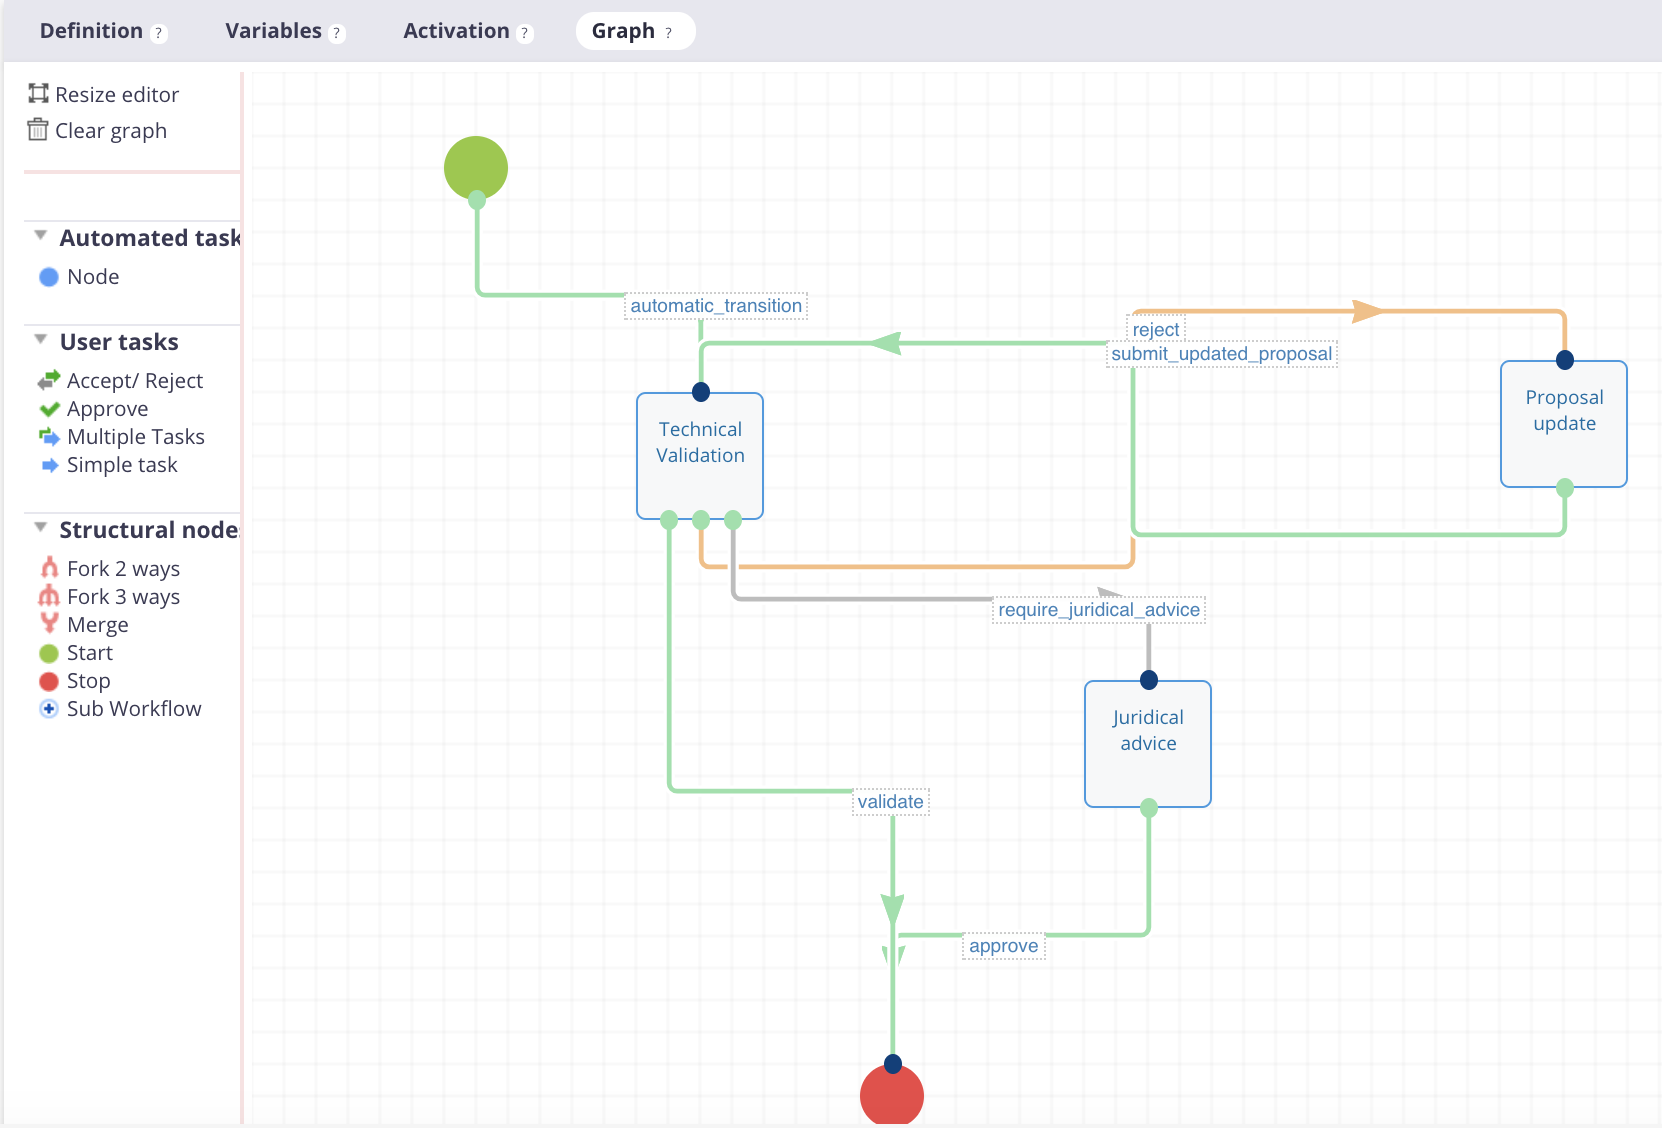 Definition ?
Variables ?
Activation ?
Graph ?
Resize editor
Clear graph
Automated task
Node
User tasks
Accept/ Reject
Approve
Multiple Tasks
Simple task
Structural node
Fork 2 ways
Fork 3 ways
Merge
Start
Stop
Sub Workflow
automatic_transition
reject
submit_updated_proposal
Proposal
update
Technical
Validation
require_juridical_advice
Juridical
advice
validate
approve